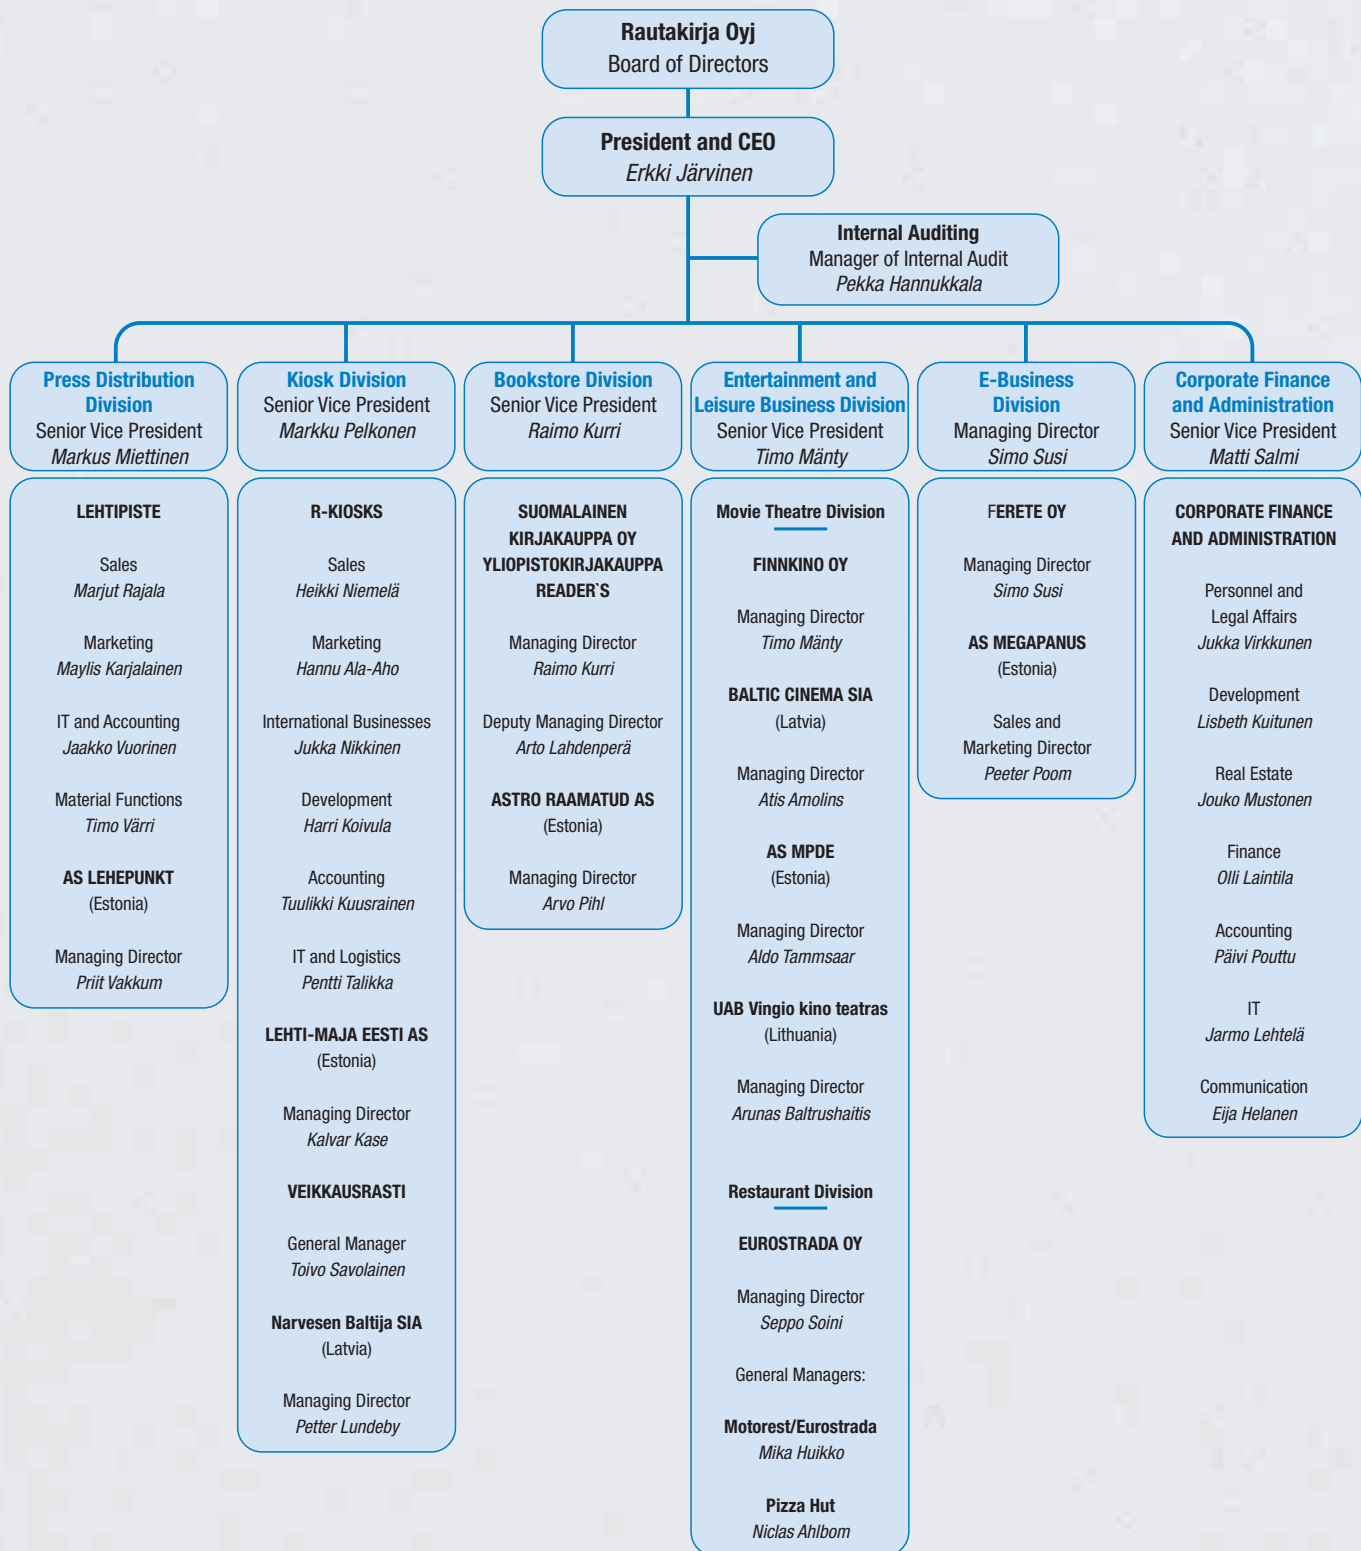 Rautakirja Oyj
Board of Directors
President and CEO
Erkki Järvinen
Internal Auditing
Manager of Internal Audit
Pekka Hannukkala
Press Distribution
Division
Senior Vice President
Markus Miettinen
LEHTIPISTE
Sales
Marjut Rajala
Marketing
Maylis Karjalainen
IT and Accounting
Jaakko Vuorinen
Material Functions
Timo Värri
AS LEHEPUNKT
(Estonia)
Managing Director
Priit Vakkum
Kiosk Division
Senior Vice President
Markku Pelkonen
R-KIOSKS
Sales
Heikki Niemelä
Marketing
Hannu Ala-Aho
International Businesses
Jukka Nikkinen
Development
Harri Koivula
Accounting
Tuulikki Kuusrainen
IT and Logistics
Pentti Talikka
LEHTI-MAJA EESTI AS
(Estonia)
Managing Director
Kalvar Kase
VEIKKAUSRASTI
General Manager
Toivo Savolainen
Narvesen Baltija SIA
(Latvia)
Managing Director
Petter Lundeby
Bookstore Division
Senior Vice President
Raimo Kurri
SUOMALAINEN
KIRJAKAUPPA OY
YLIOPISTOKIRJAKAUPPA
READER`S
Managing Director
Raimo Kurri
Deputy Managing Director
Arto Lahdenperä
ASTRO RAAMATUD AS
(Estonia)
Managing Director
Arvo Pihl
Entertainment and
Leisure Business Division
Senior Vice President
Timo Mänty
Movie Theatre Division
FINNKINO OY
Managing Director
Timo Mänty
BALTIC CINEMA SIA
(Latvia)
Managing Director
Atis Amolins
AS MPDE
(Estonia)
Managing Director
Aldo Tammsaar
UAB Vingio kino teatras
(Lithuania)
Managing Director
Arunas Baltrushaitis
Restaurant Division
EUROSTRADA OY
Managing Director
Seppo Soini
General Managers:
Motorest/Eurostrada
Mika Huikko
Pizza Hut
Niclas Ahlbom
E-Business
Division
Managing Director
Simo Susi
FERETE OY
Managing Director
Simo Susi
AS MEGAPANUS
(Estonia)
Sales and
Marketing Director
Peeter Poom
Corporate Finance
and Administration
Senior Vice President
Matti Salmi
CORPORATE FINANCE
AND ADMINISTRATION
Personnel and
Legal Affairs
Jukka Virkkunen
Development
Lisbeth Kuitunen
Real Estate
Jouko Mustonen
Finance
Olli Laintila
Accounting
Päivi Pouttu
IT
Jarmo Lehtelä
Communication
Eija Helanen